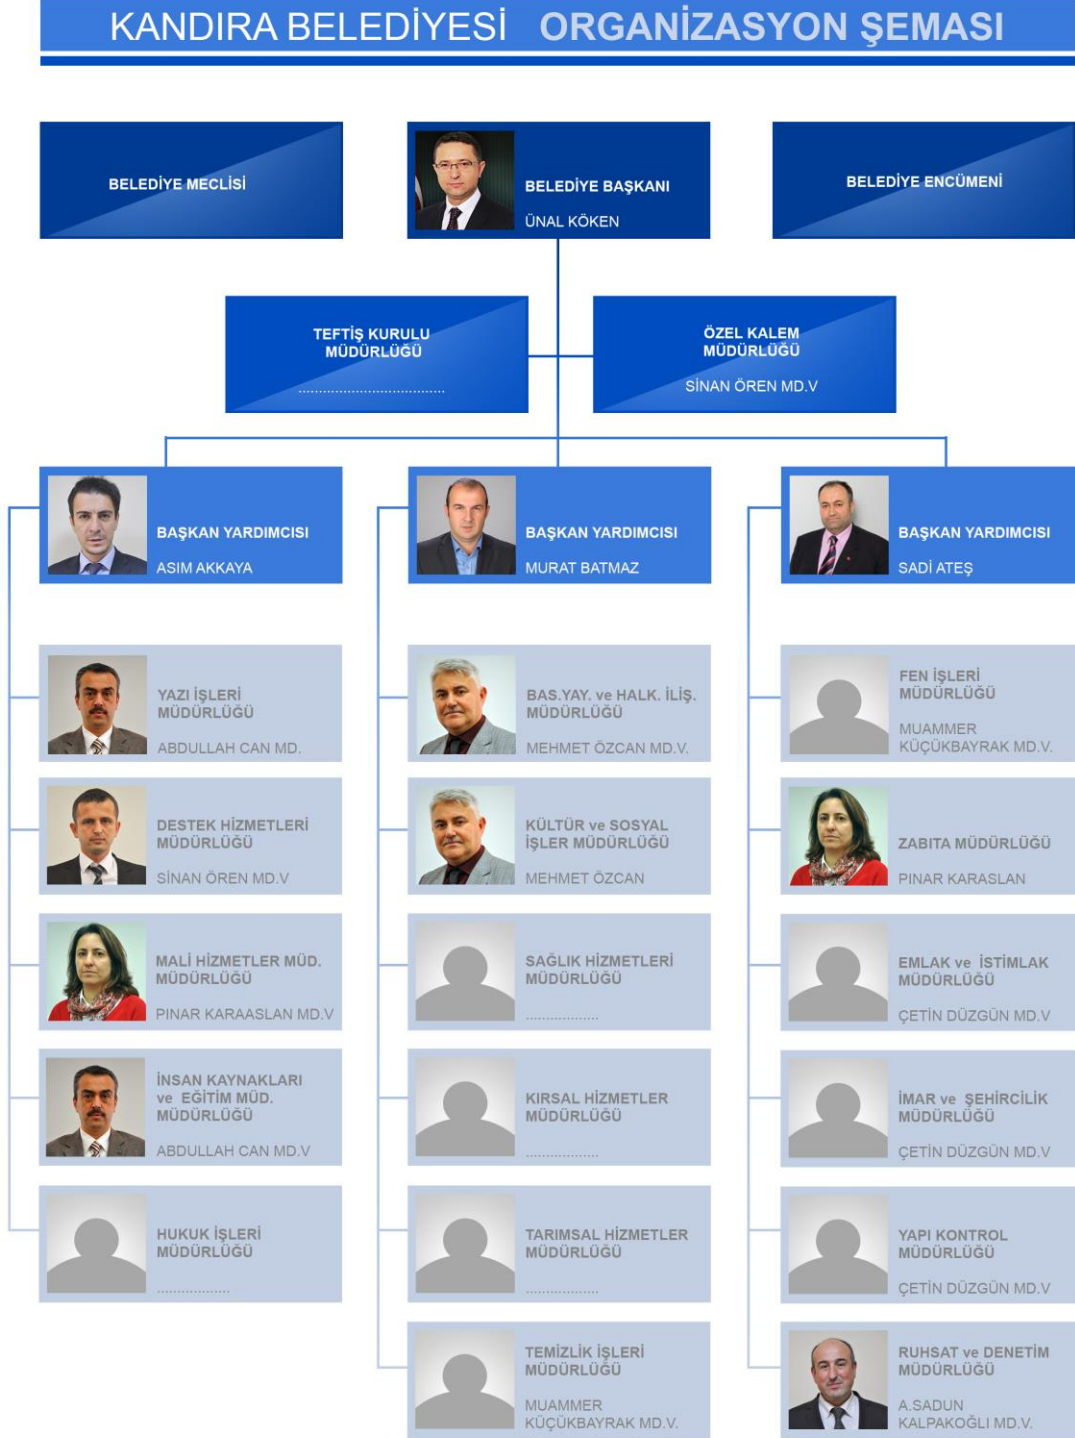 KANDIRA BELEDİYESİ ORGANİZASYON ŞEMASI
BELEDİYE MECLİSİ
BELEDİYE BAŞKANI
ÜNAL KÖKEN
BELEDİYE ENCÜMENİ
TEFTİŞ KURULU
MÜDÜRLÜĞÜ
....................................
ÖZEL KALEM
MÜDÜRLÜĞÜ
SİNAN ÖREN MD.V
BAŞKAN YARDIMCISI
ASIM AKKAYA
BAŞKAN YARDIMCISI
MURAT BATMAZ
BAŞKAN YARDIMCISI
SADİ ATEŞ
YAZI İŞLERİ
MÜDÜRLÜĞÜ
ABDULLAH CAN MD.
DESTEK HİZMETLERİ
MÜDÜRLÜĞÜ
SİNAN ÖREN MD.V
MALİ HİZMETLER MÜD.
MÜDÜRLÜĞÜ
PINAR KARAASLAN MD.V
İNSAN KAYNAKLARI
ve EĞİTİM MÜD.
MÜDÜRLÜĞÜ
ABDULLAH CAN MD.V
HUKUK İŞLERİ
MÜDÜRLÜĞÜ
..................
BAS.YAY. ve HALK. İLİŞ.
MÜDÜRLÜĞÜ
MEHMET ÖZCAN MD.V.
KÜLTÜR ve SOSYAL
İŞLER MÜDÜRLÜĞÜ
MEHMET ÖZCAN
SAĞLIK HİZMETLERİ
MÜDÜRLÜĞÜ
..................
KIRSAL HİZMETLER
MÜDÜRLÜĞÜ
..................
TARIMSAL HİZMETLER
MÜDÜRLÜĞÜ
..................
TEMİZLİK İŞLERİ
MÜDÜRLÜĞÜ
MUAMMER
KÜÇÜKBAYRAK MD.V.
FEN İŞLERİ
MÜDÜRLÜĞÜ
MUAMMER
KÜÇÜKBAYRAK MD.V.
ZABITA MÜDÜRLÜĞÜ
PINAR KARASLAN
EMLAK ve İSTİMLAK
MÜDÜRLÜĞÜ
ÇETİN DÜZGÜN MD.V
İMAR ve ŞEHİRCİLİK
MÜDÜRLÜĞÜ
ÇETİN DÜZGÜN MD.V
YAPI KONTROL
MÜDÜRLÜĞÜ
ÇETİN DÜZGÜN MD.V
RUHSAT ve DENETİM
MÜDÜRLÜĞÜ
A.SADUN
KALPAKOĞLI MD.V.